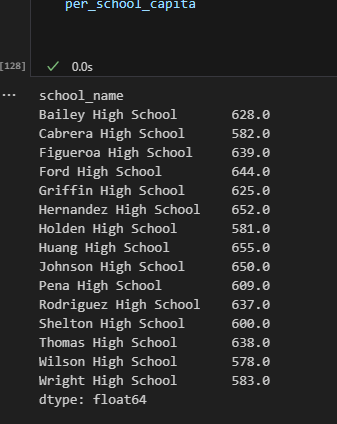 per_school_capita
[128]
0.0s
...
school_name
Bailey High School 628.0
Cabrera High School 582.0
Figueroa High School 639.0
Ford High School 644.0
Griffin High School 625.0
Hernandez High School 652.0
Holden High School 581.0
Huang High School 655.0
Johnson High School 650.0
Pena High School 609.0
Rodriguez High School 637.0
Shelton High School 600.0
Thomas High School 638.0
Wilson High School 578.0
Wright High School 583.0
dtype: float64